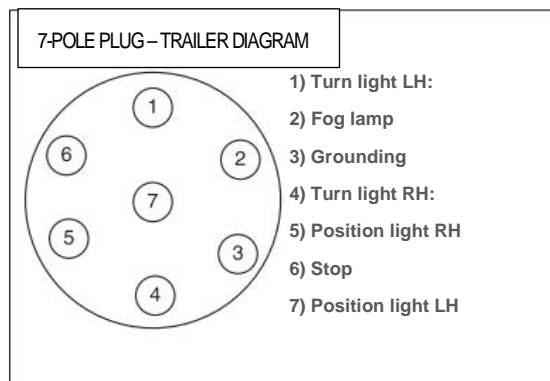 7-POLE PLUG – TRAILER DIAGRAM
1) Turn light LH:
2) Fog lamp
3) Grounding
4) Turn light RH:
5) Position light RH
6) Stop
7) Position light LH
1
6
2
7
5
3
4